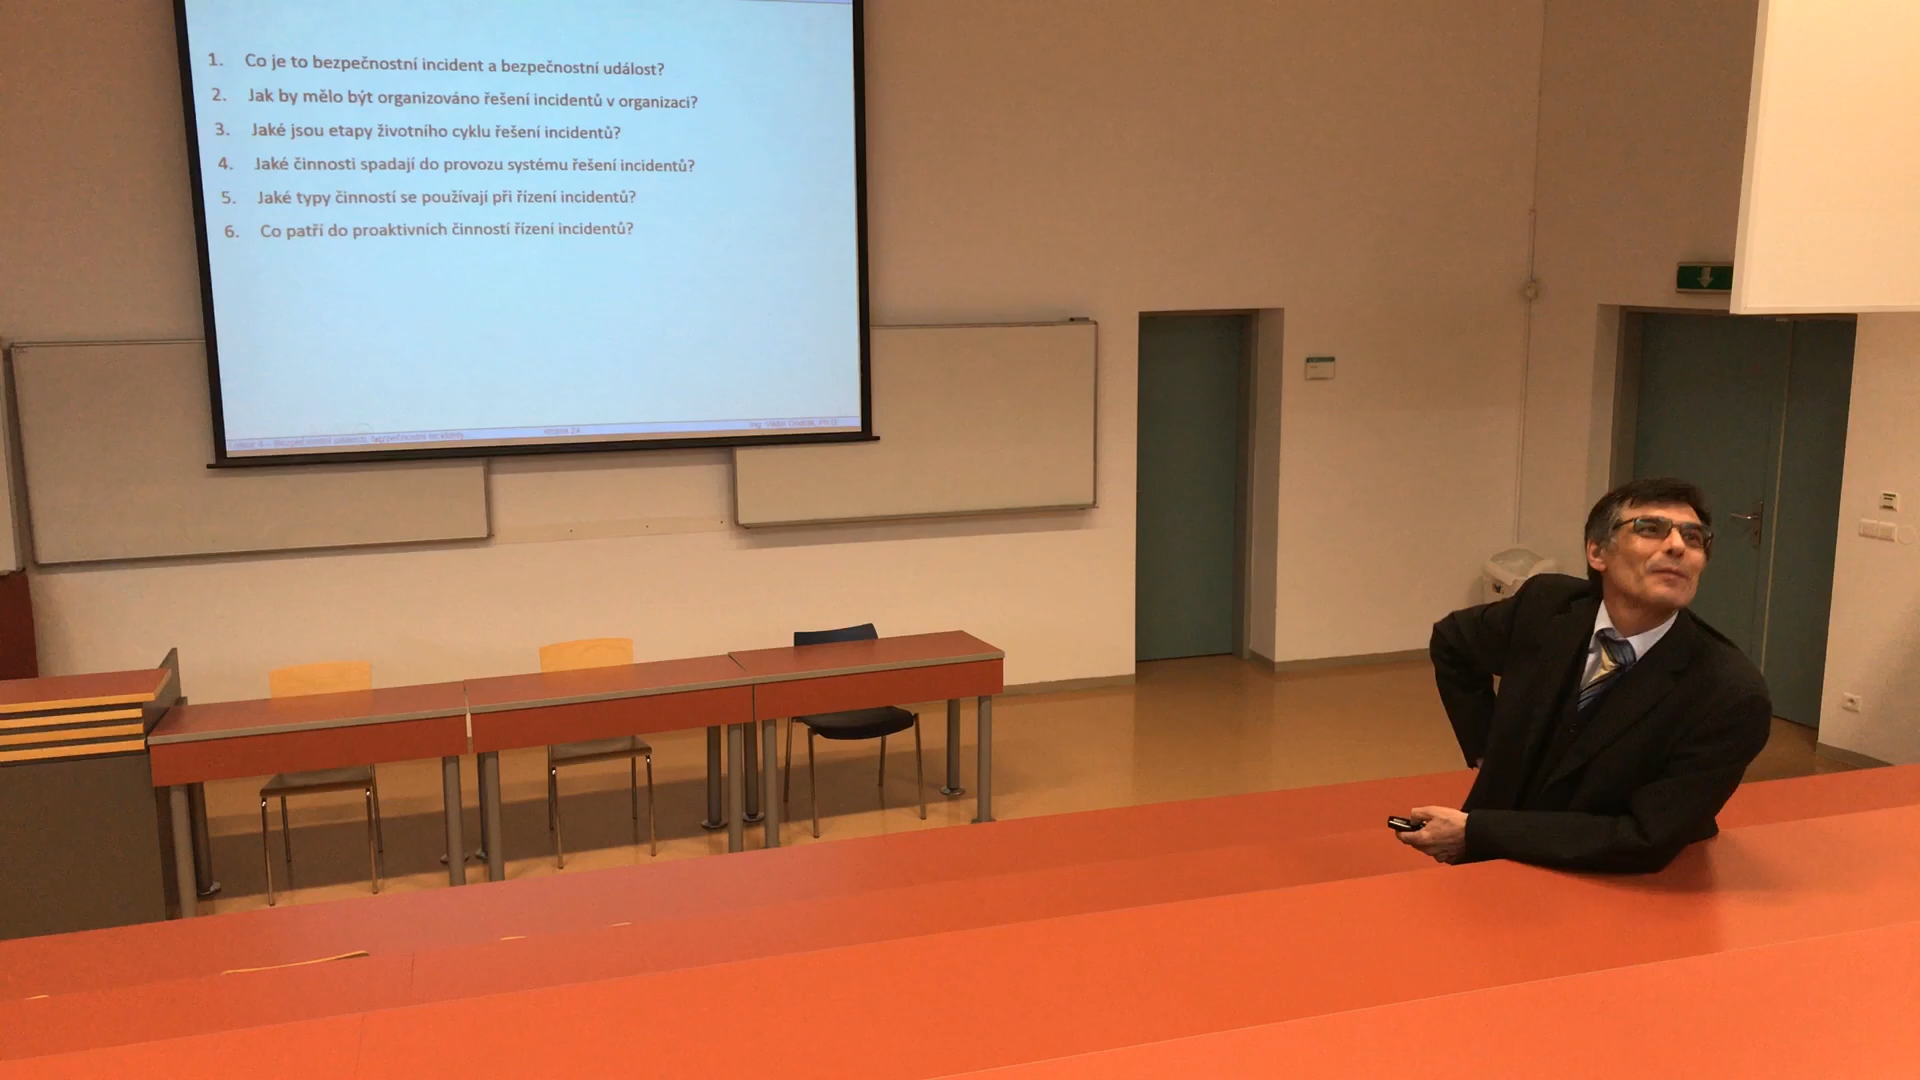 1. Co je to bezpečnostní incident a bezpečnostní událost?
2. Jak by mělo být organizováno řešení incidentů v organizaci?
3. Jaké jsou etapy životního cyklu řešení incidentů?
4. Jaké činnosti spadají do provozu systému řešení incidentů?
5. Jaké typy činností se používají při řízení incidentů?
6. Co patří do proaktivních činností řízení incidentů?